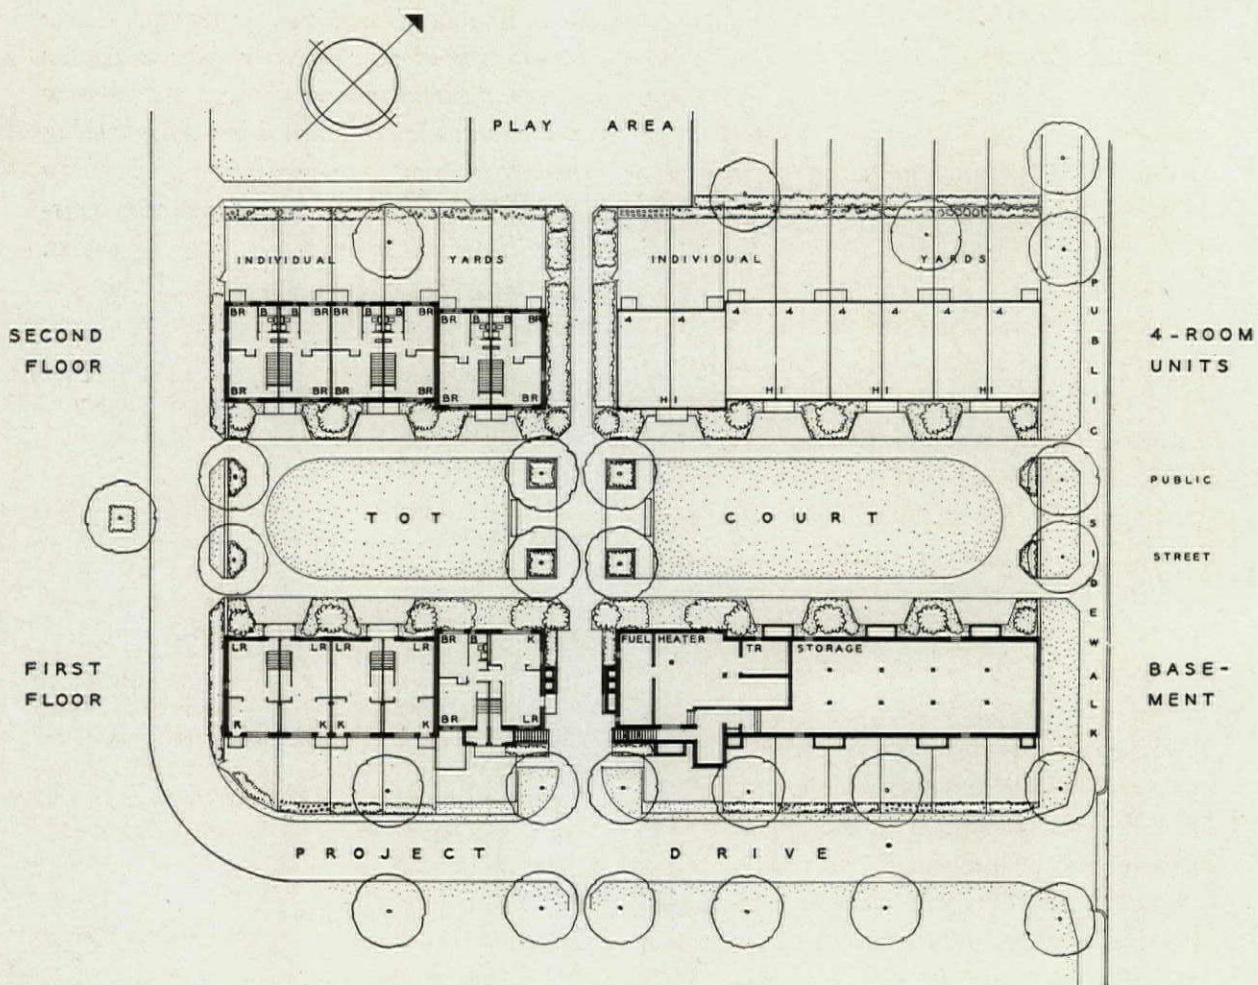 PLAY AREA
INDIVIDUAL YARDS INDIVIDUAL YARDS
SECOND
FLOOR
BR B B BR BR B B BR BR B B BR
BR BR BR BR BR BR
4 4 4 4 4 4 4 4
HI HI HI HI
4-ROOM
UNITS
PUBLIC SIDEWALK
TOT COURT
PUBLIC
STREET
FIRST
FLOOR
LR LR LR LR BR B K
K K K K BR LR
FUEL HEATER TR STORAGE
BASE-
MENT
PROJECT DRIVE